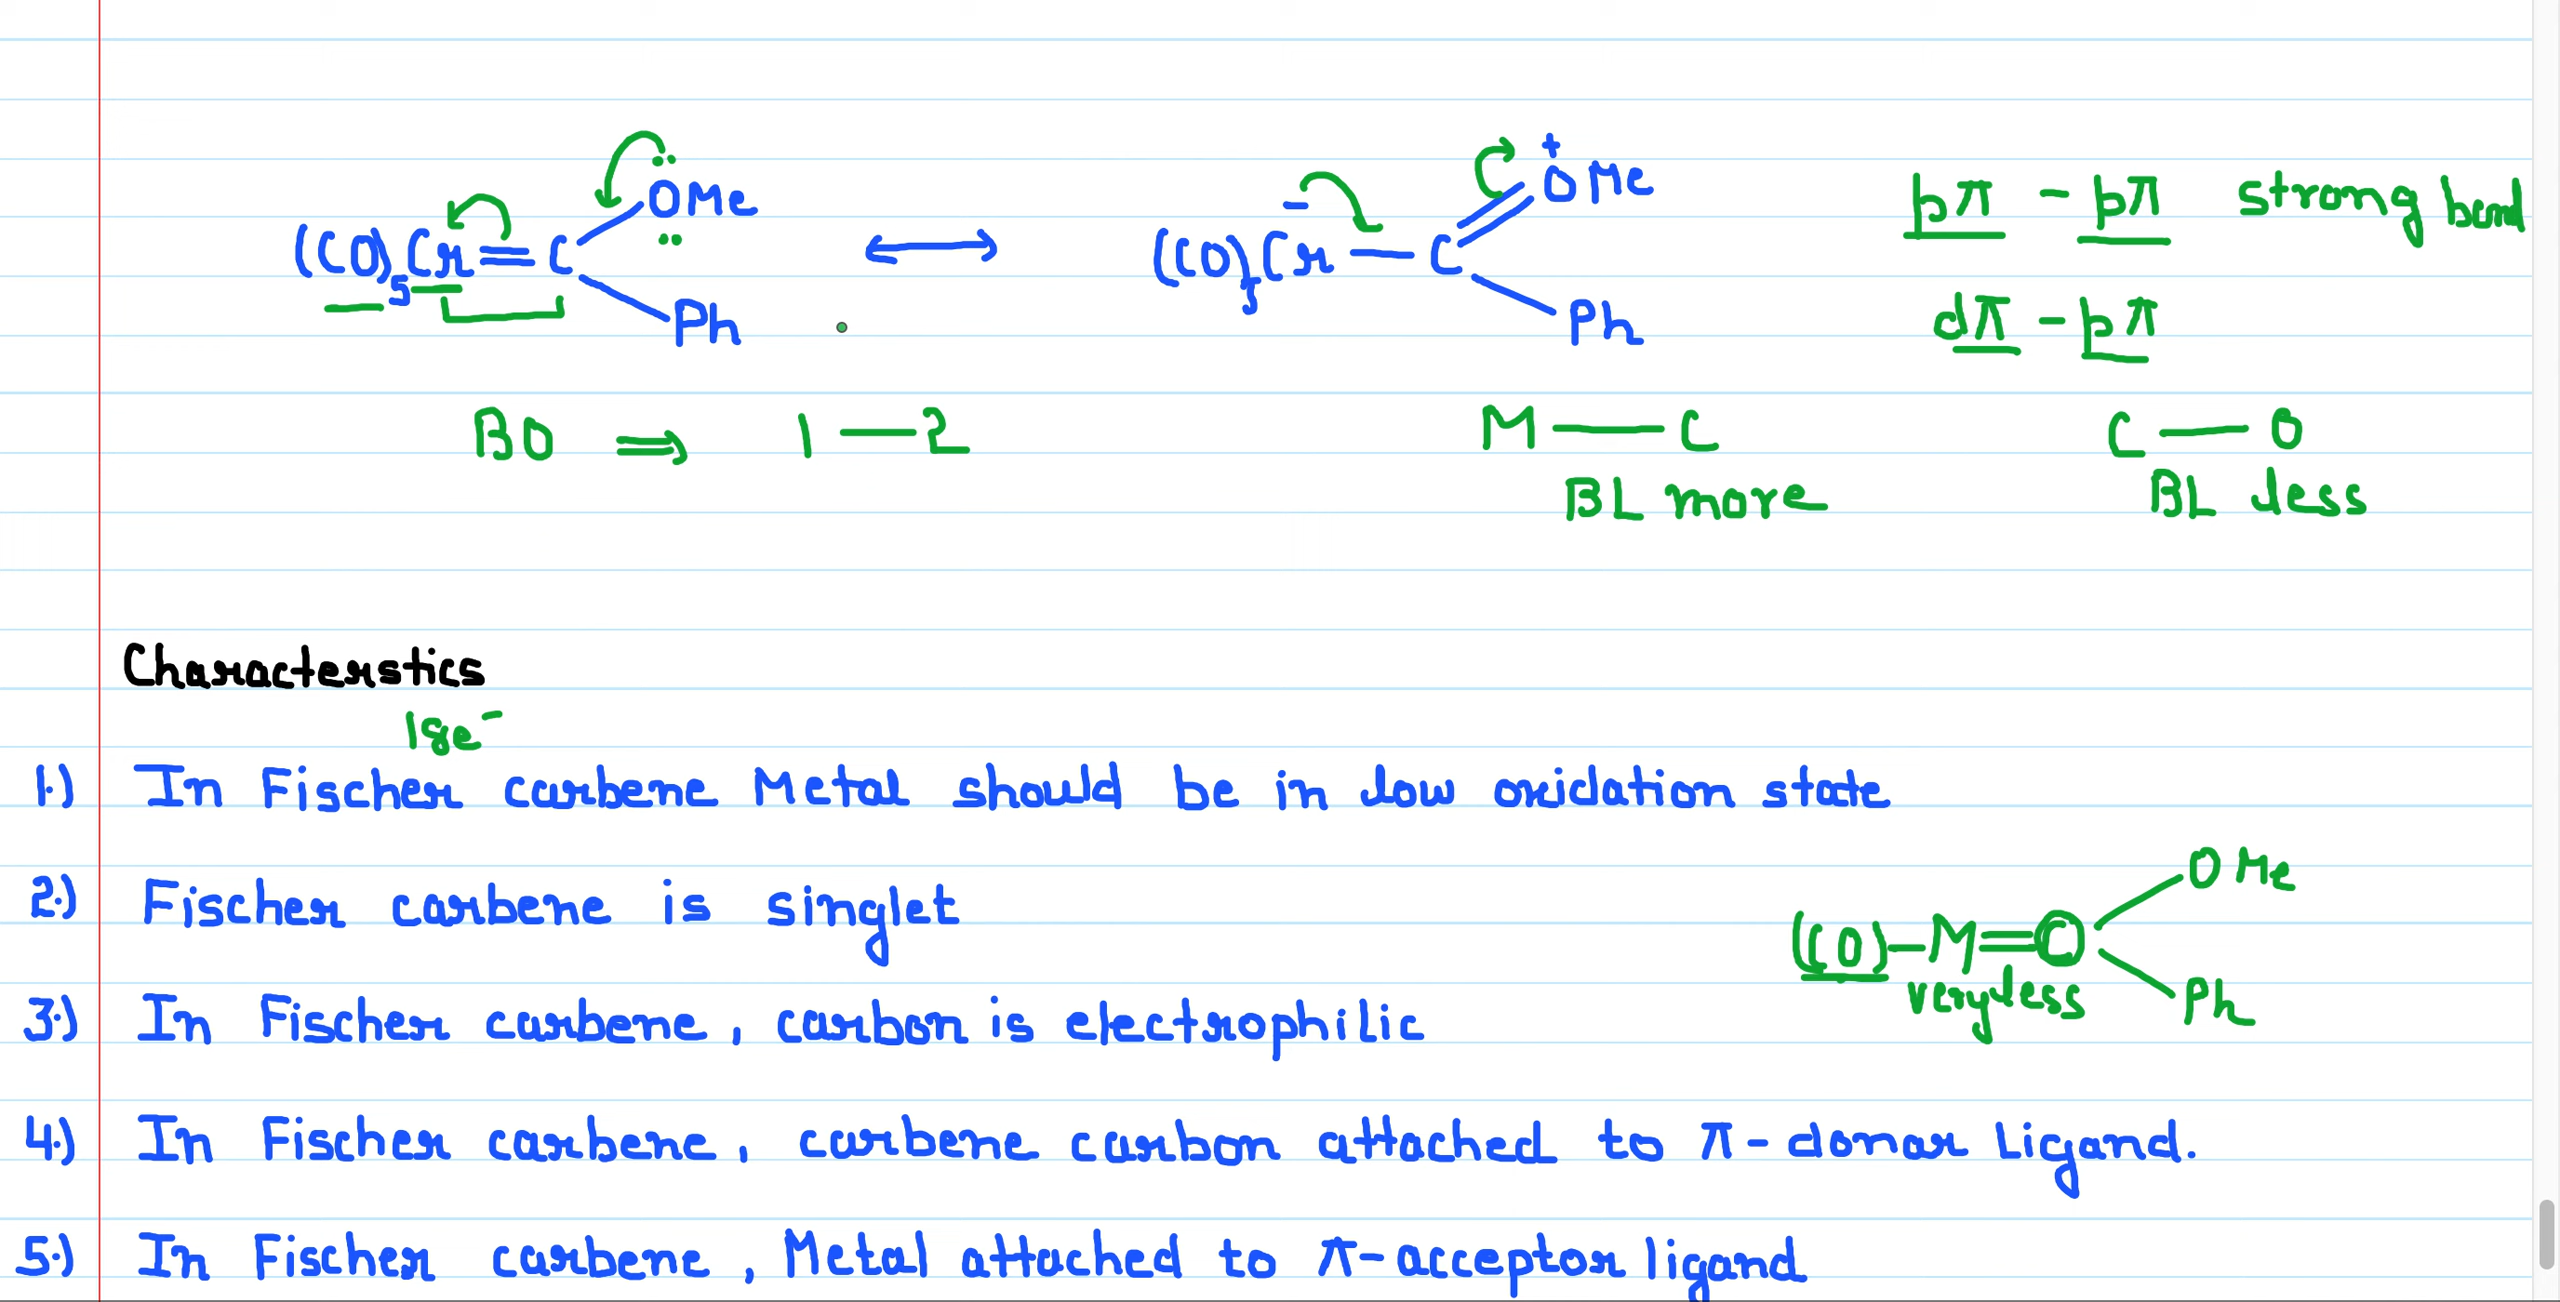 (CO)5Cr=C OMe Ph ⟷ (CO)5Cr−C=OMe Ph − + pπ - pπ strong bond
dπ - pπ
BO ⇒ 1 — 2 M — C BL more C — O BL less
Characterstics
18e⁻
1.) In Fischer carbene Metal should be in low oxidation state
2.) Fischer carbene is singlet
(CO)-M=C OMe Ph
very less
3.) In Fischer carbene, carbon is electrophilic
4.) In Fischer carbene, carbene carbon attached to π-donar Ligand.
5.) In Fischer carbene, Metal attached to π-acceptor ligand